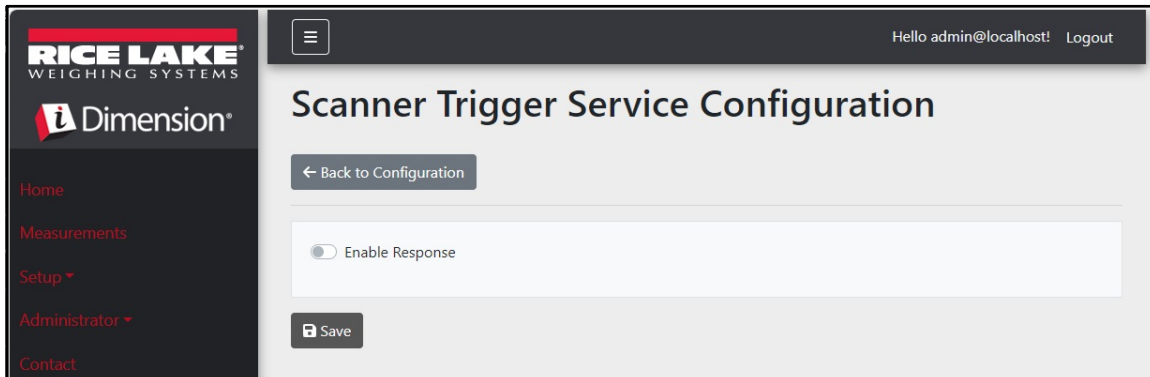 RICE LAKE®
WEIGHING SYSTEMS
i Dimension®
Home
Measurements
Setup
Administrator
Contact
Hello admin@localhost! Logout
Scanner Trigger Service Configuration
← Back to Configuration
Enable Response
Save